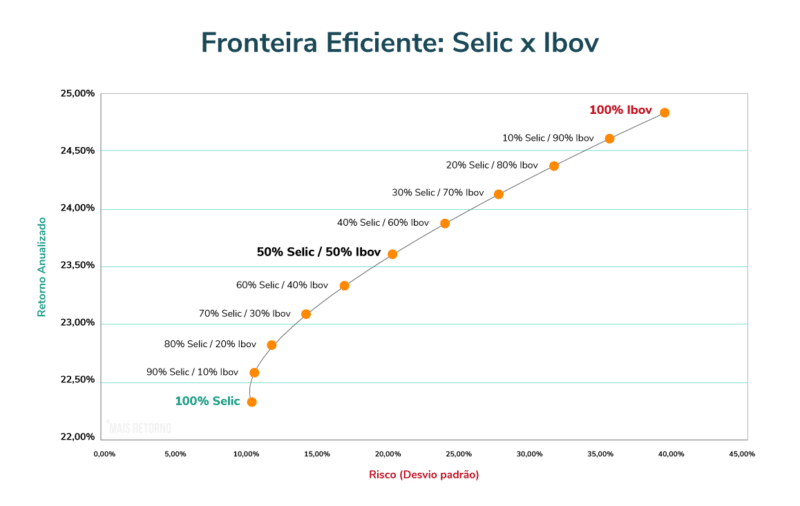 Fronteira Eficiente: Selic x Ibov
25,00%
100% Ibov
10% Selic / 90% Ibov
24,50%
20% Selic / 80% Ibov
30% Selic / 70% Ibov
24,00%
40% Selic / 60% Ibov
50% Selic / 50% Ibov
23,50%
60% Selic / 40% Ibov
70% Selic / 30% Ibov
23,00%
80% Selic / 20% Ibov
90% Selic / 10% Ibov
22,50%
100% Selic
MAIS RETORNO
22,00%
Retorno Anualizado
0,00% 5,00% 10,00% 15,00% 20,00% 25,00% 30,00% 35,00% 40,00% 45,00%
Risco (Desvio padrão)